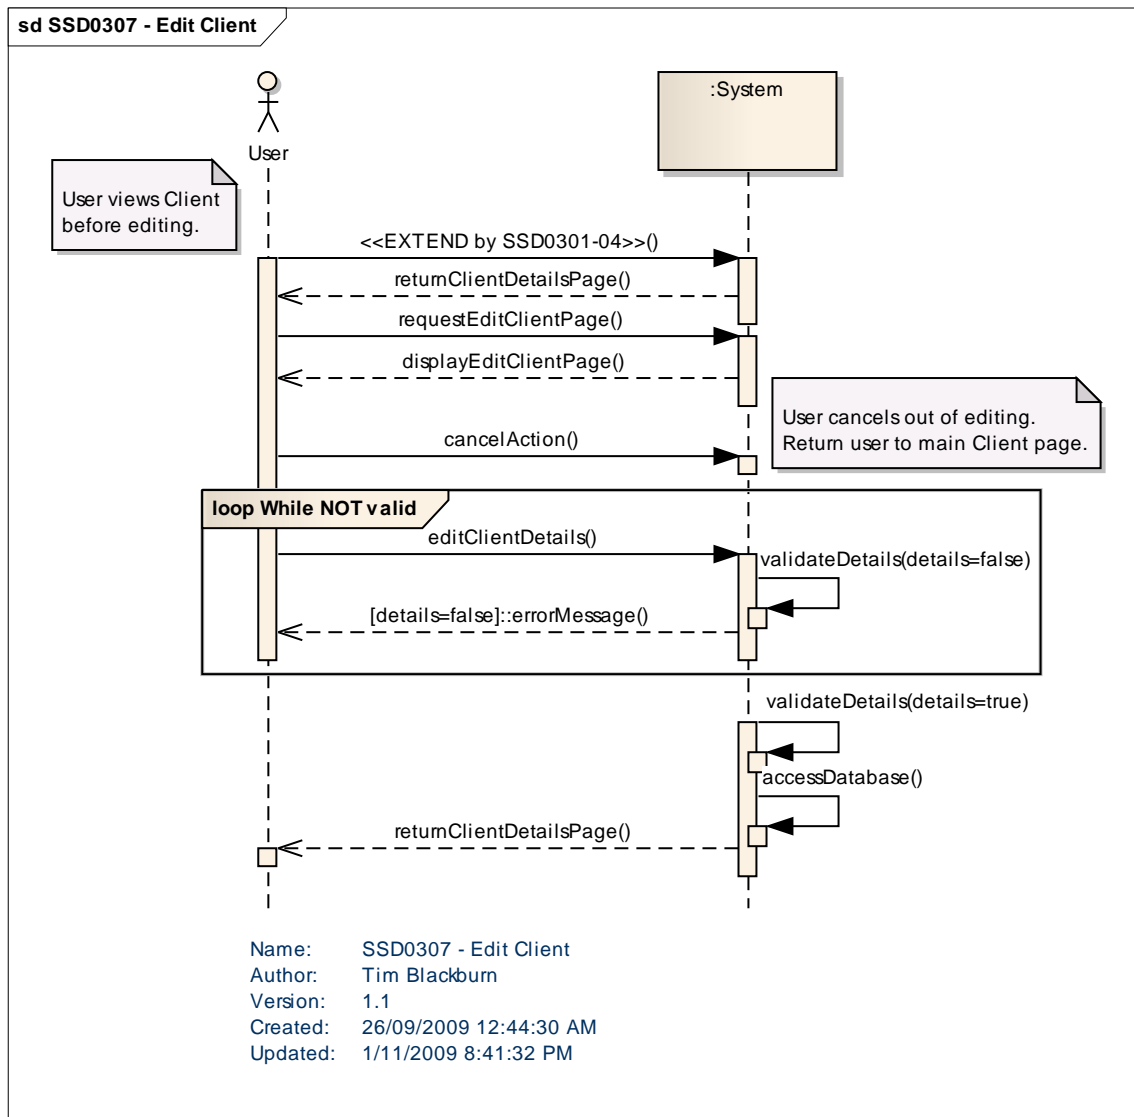 sd SSD0307 - Edit Client
:System
User
User views Client
before editing.
<<EXTEND by SSD0301-04>>()
returnClientDetailsPage()
requestEditClientPage()
displayEditClientPage()
User cancels out of editing.
Return user to main Client page.
cancelAction()
loop While NOT valid
editClientDetails()
validateDetails(details=false)
[details=false]::errorMessage()
validateDetails(details=true)
accessDatabase()
returnClientDetailsPage()
Name: SSD0307 - Edit Client
Author: Tim Blackburn
Version: 1.1
Created: 26/09/2009 12:44:30 AM
Updated: 1/11/2009 8:41:32 PM